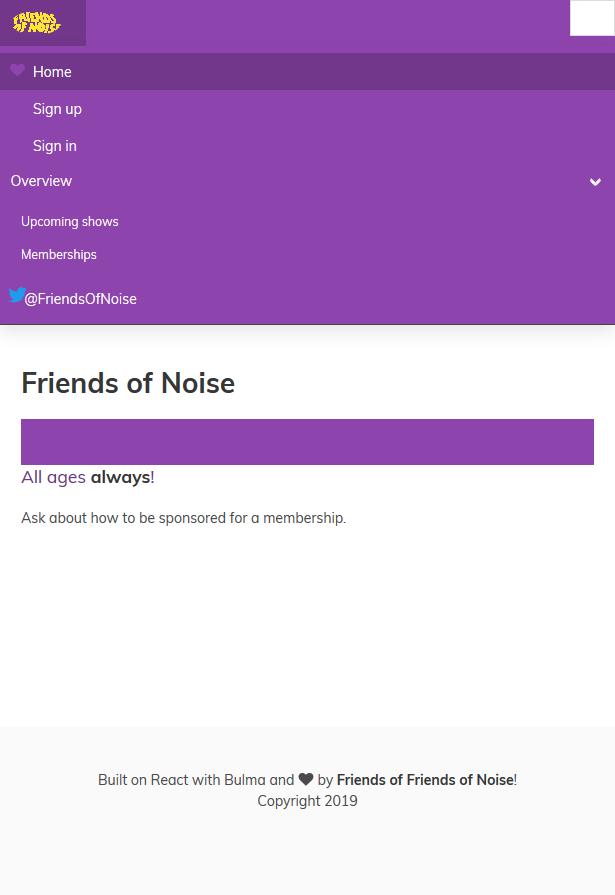 FRIENDS
OF NOISE
Home
Sign up
Sign in
Overview
Upcoming shows
Memberships
@FriendsOfNoise
Friends of Noise
All ages always!
Ask about how to be sponsored for a membership.
Built on React with Bulma and by Friends of Friends of Noise!
Copyright 2019